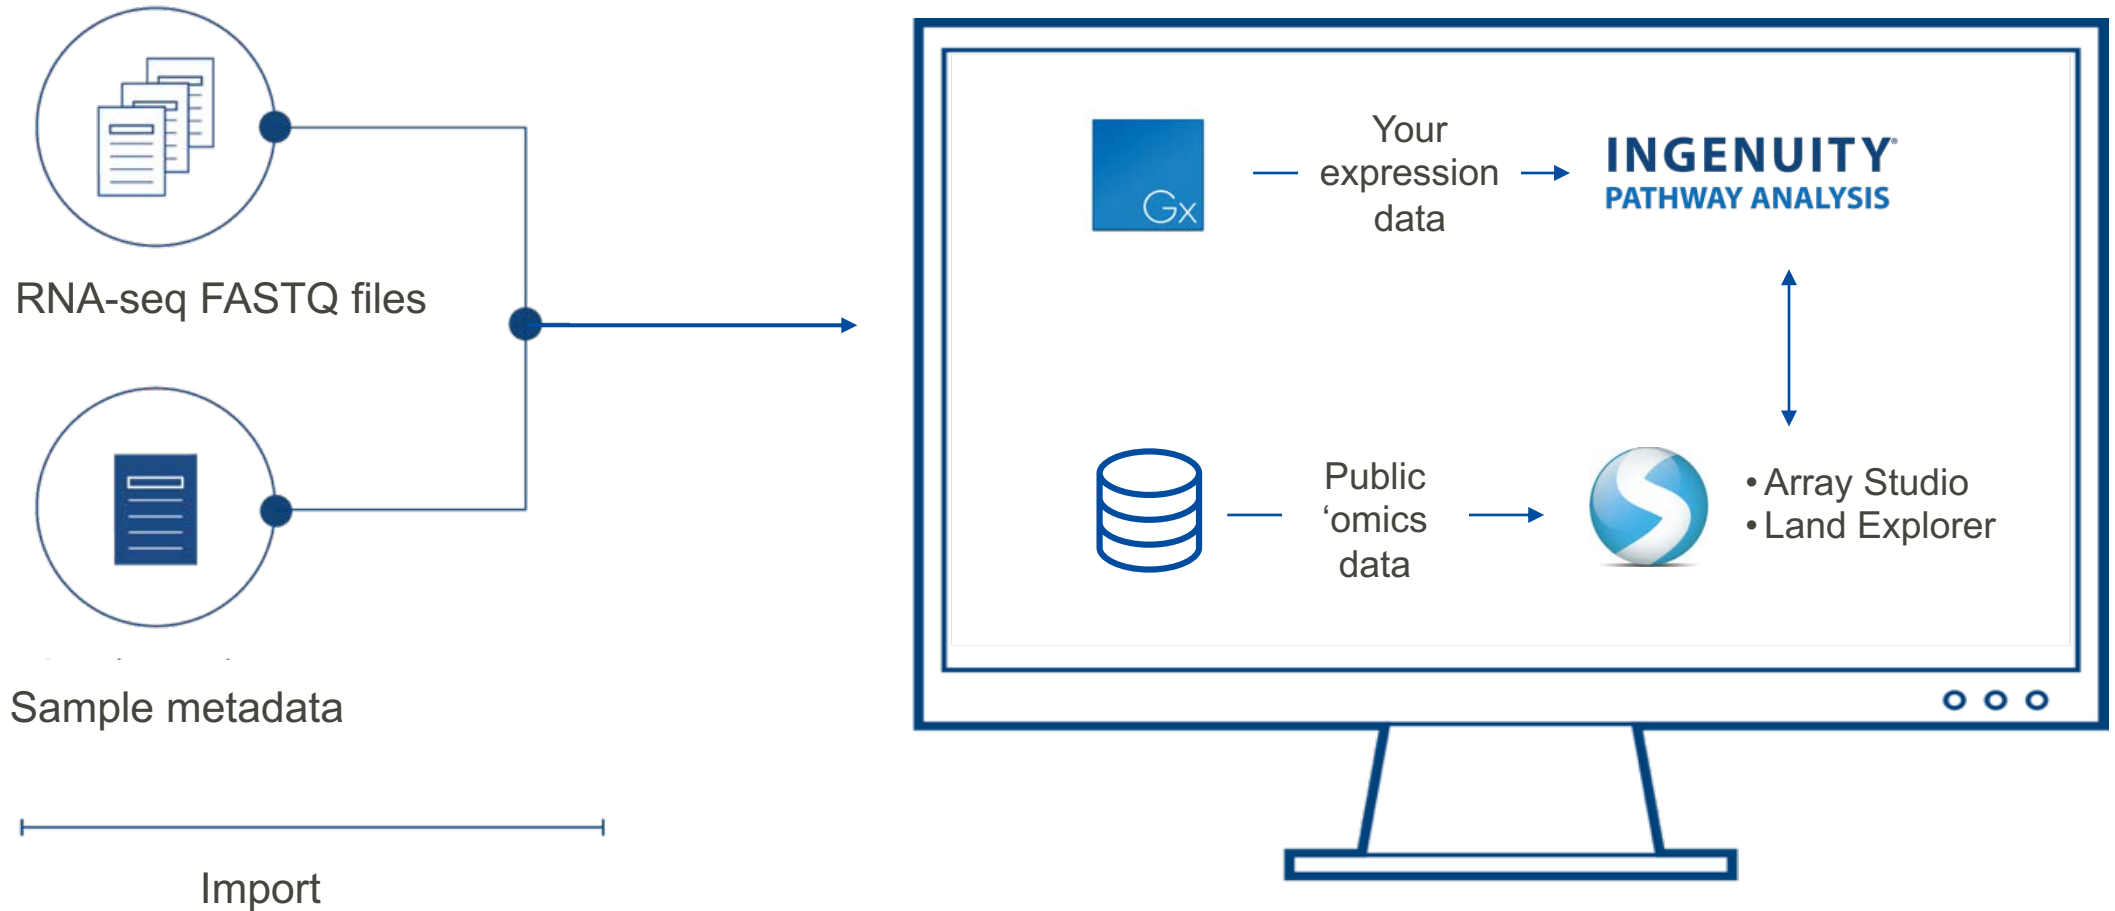 RNA-seq FASTQ files
Sample metadata
Import
Gx
Your
expression
data
INGENUITY®
PATHWAY ANALYSIS
Public
‘omics
data
• Array Studio
• Land Explorer